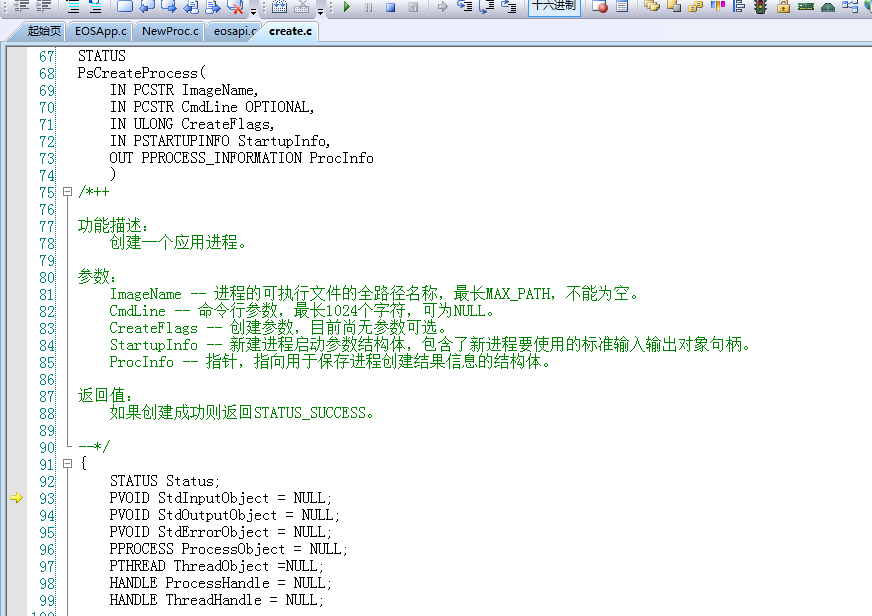 十六进制
起始页 EOSApp.c NewProc.c eosapi.c create.c
67 STATUS
68 PsCreateProcess(
69 IN PCSTR ImageName,
70 IN PCSTR CmdLine OPTIONAL,
71 IN ULONG CreateFlags,
72 IN PSTARTUPINFO StartupInfo,
73 OUT PPROCESS_INFORMATION ProcInfo
74 )
75 /*++
76
77 功能描述:
78 创建一个应用进程。
79
80 参数:
81 ImageName -- 进程的可执行文件的全路径名称，最长MAX_PATH，不能为空。
82 CmdLine -- 命令行参数，最长1024个字符，可为NULL。
83 CreateFlags -- 创建参数，目前尚无参数可选。
84 StartupInfo -- 新建进程启动参数结构体，包含了新进程要使用的标准输入输出对象句柄。
85 ProcInfo -- 指针，指向用于保存进程创建结果信息的结构体。
86
87 返回值:
88 如果创建成功则返回STATUS_SUCCESS。
89
90 --*/
91 {
92 STATUS Status;
93 PVOID StdInputObject = NULL;
94 PVOID StdOutputObject = NULL;
95 PVOID StdErrorObject = NULL;
96 PPROCESS ProcessObject = NULL;
97 PTHREAD ThreadObject =NULL;
98 HANDLE ProcessHandle = NULL;
99 HANDLE ThreadHandle = NULL;